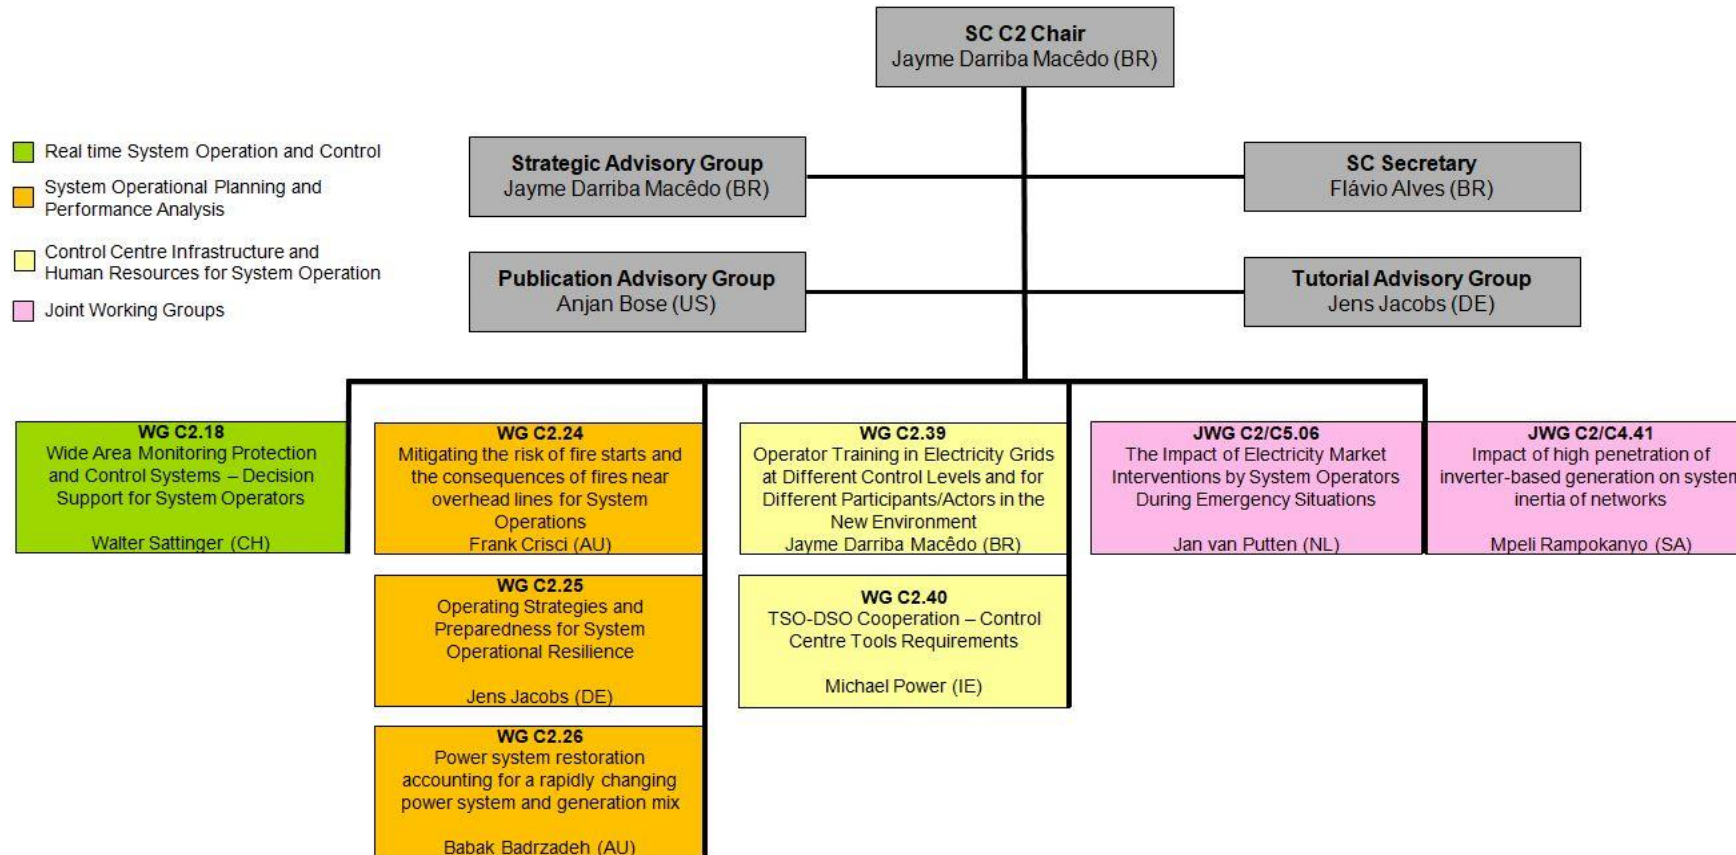 SC C2 Chair
Jayme Darriba Macêdo (BR)
Real time System Operation and Control
System Operational Planning and
Performance Analysis
Control Centre Infrastructure and
Human Resources for System Operation
Joint Working Groups
Strategic Advisory Group
Jayme Darriba Macêdo (BR)
SC Secretary
Flávio Alves (BR)
Publication Advisory Group
Anjan Bose (US)
Tutorial Advisory Group
Jens Jacobs (DE)
WG C2.18
Wide Area Monitoring Protection
and Control Systems – Decision
Support for System Operators
Walter Sattinger (CH)
WG C2.24
Mitigating the risk of fire starts and
the consequences of fires near
overhead lines for System
Operations
Frank Crisci (AU)
WG C2.25
Operating Strategies and
Preparedness for System
Operational Resilience
Jens Jacobs (DE)
WG C2.26
Power system restoration
accounting for a rapidly changing
power system and generation mix
Babak Badrzadeh (AU)
WG C2.39
Operator Training in Electricity Grids
at Different Control Levels and for
Different Participants/Actors in the
New Environment
Jayme Darriba Macêdo (BR)
WG C2.40
TSO-DSO Cooperation – Control
Centre Tools Requirements
Michael Power (IE)
JWG C2/C5.06
The Impact of Electricity Market
Interventions by System Operators
During Emergency Situations
Jan van Putten (NL)
JWG C2/C4.41
Impact of high penetration of
inverter-based generation on system
inertia of networks
Mpeli Rampokanyo (SA)